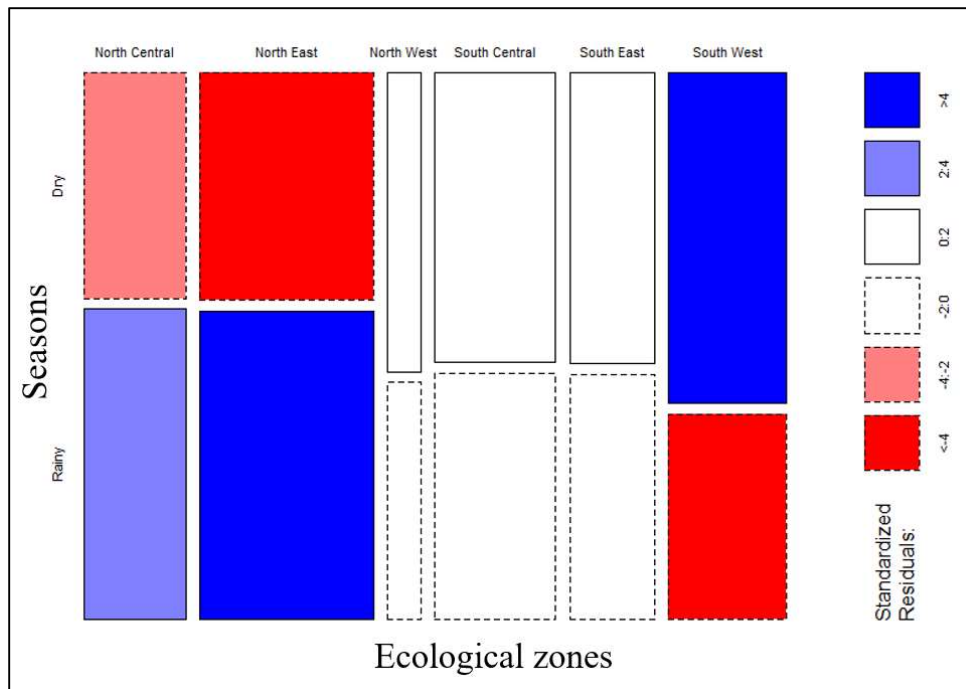 North Central
North East
North West
South Central
South East
South West
Dry
Rainy
Seasons
Ecological zones
>4
2:4
0:2
-2:0
-4:-2
<-4
Standardized
Residuals: